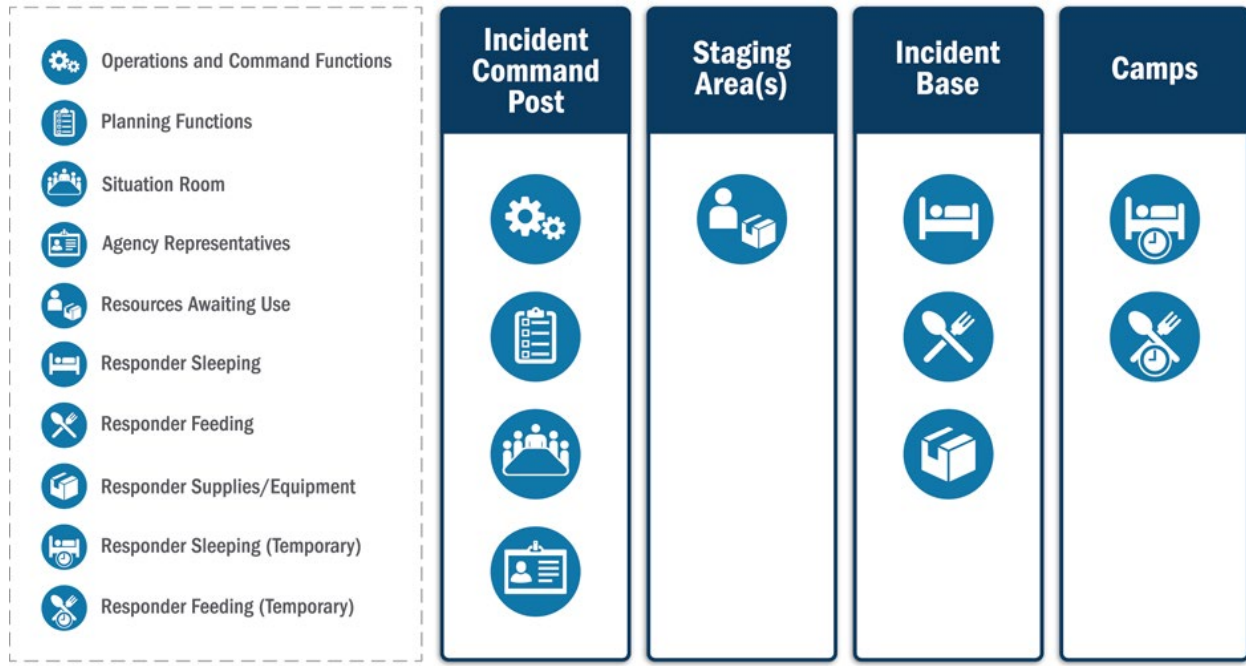 Operations and Command Functions
Planning Functions
Situation Room
Agency Representatives
Resources Awaiting Use
Responder Sleeping
Responder Feeding
Responder Supplies/Equipment
Responder Sleeping (Temporary)
Responder Feeding (Temporary)
Incident
Command
Post
Staging
Area(s)
Incident
Base
Camps